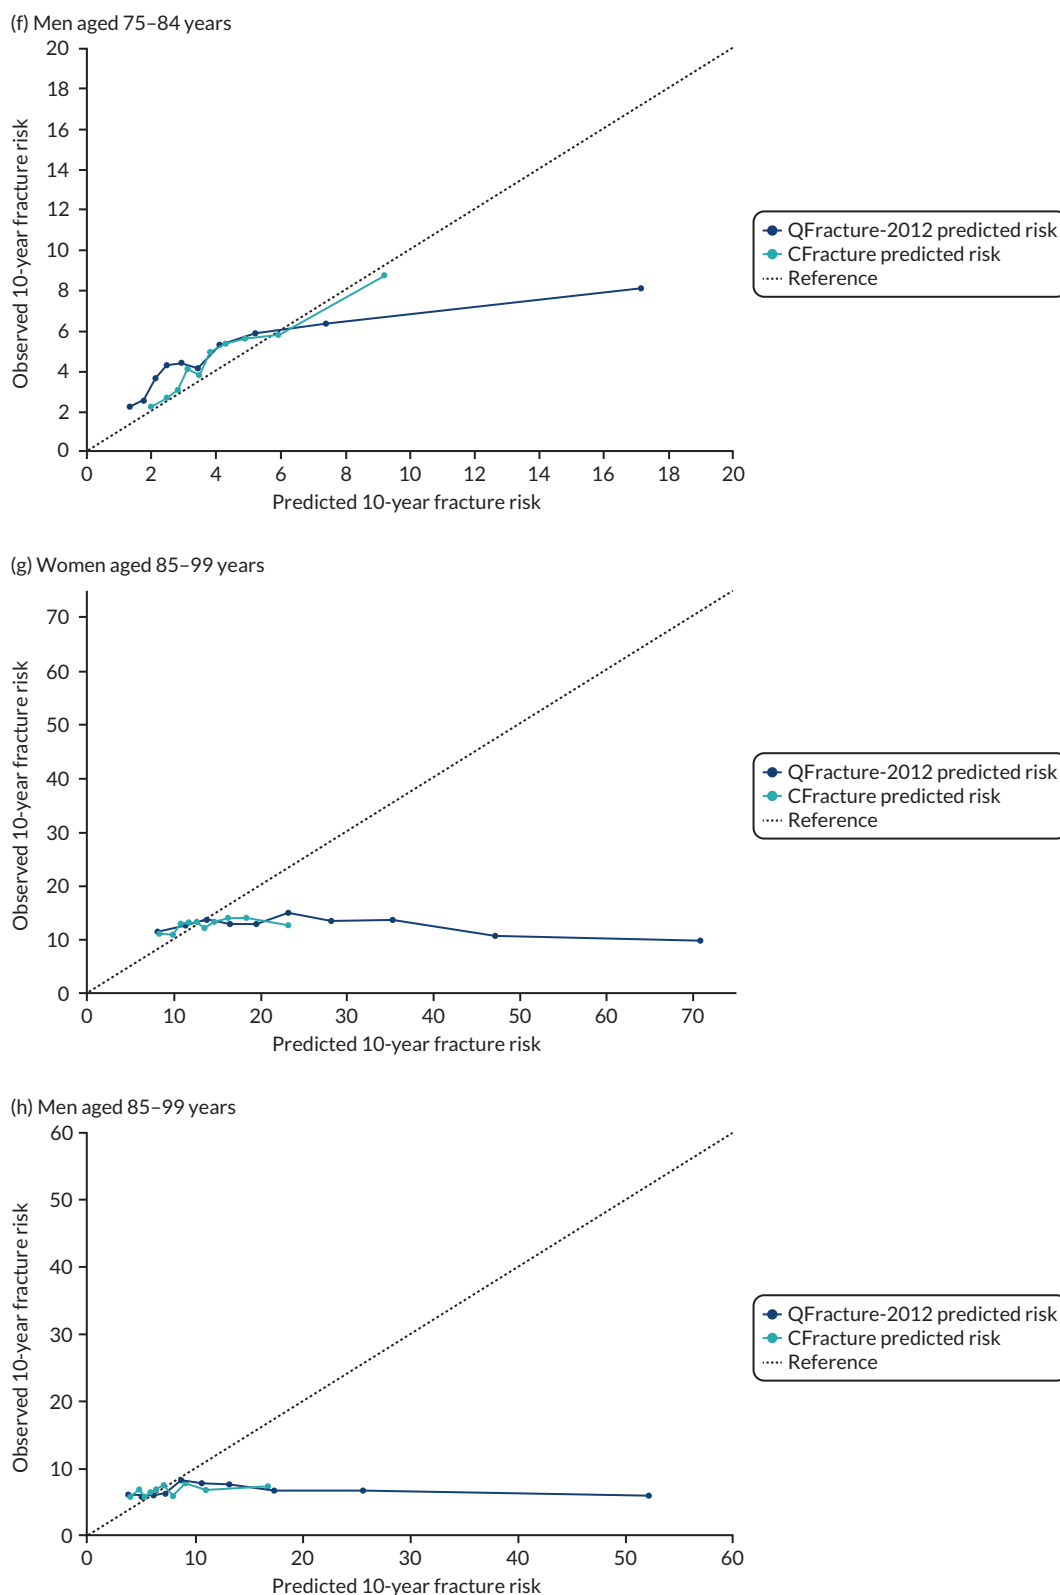 (f) Men aged 75–84 years
20
18
16
14
12
10
8
6
4
2
0
Observed 10-year fracture risk
0 2 4 6 8 10 12 14 16 18 20
Predicted 10-year fracture risk
QFracture-2012 predicted risk
CFracture predicted risk
Reference
(g) Women aged 85–99 years
70
60
50
40
30
20
10
0
Observed 10-year fracture risk
0 10 20 30 40 50 60 70
Predicted 10-year fracture risk
QFracture-2012 predicted risk
CFracture predicted risk
Reference
(h) Men aged 85–99 years
60
50
40
30
20
10
0
Observed 10-year fracture risk
0 10 20 30 40 50 60
Predicted 10-year fracture risk
QFracture-2012 predicted risk
CFracture predicted risk
Reference